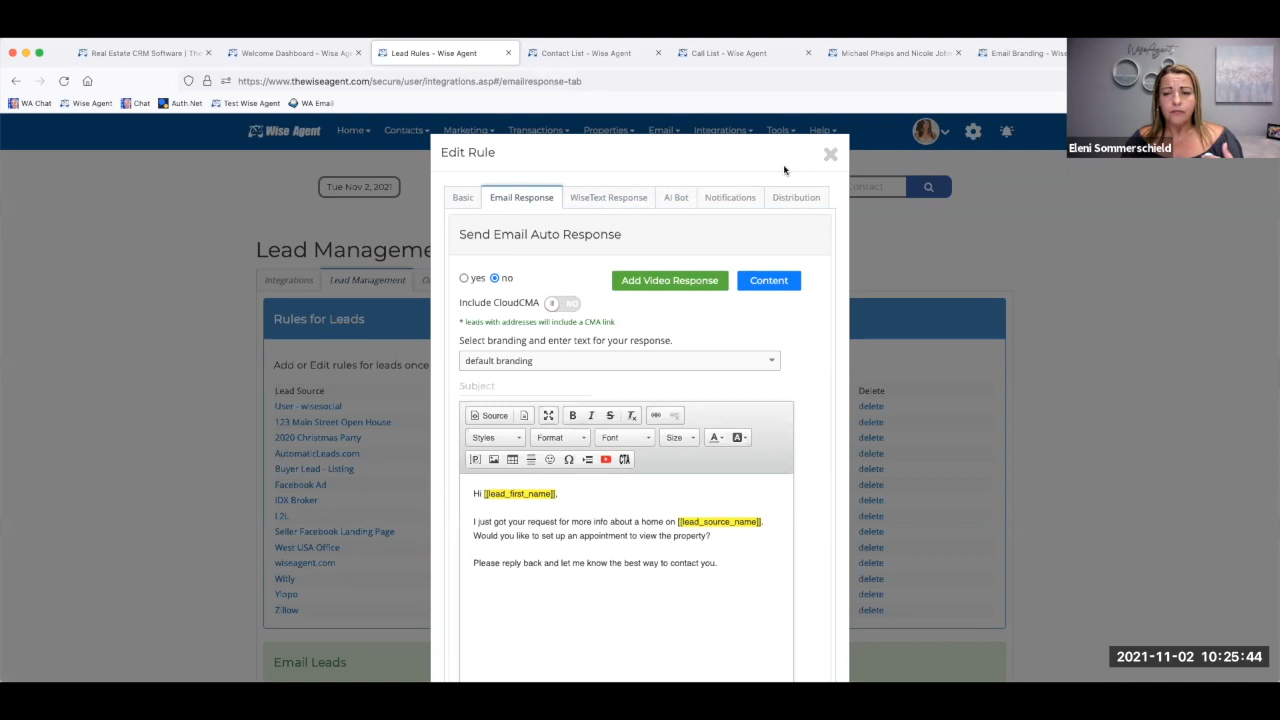 Real Estate CRM Software | The
Welcome Dashboard - Wise Ag
Lead Rules - Wise Agent
Contact List - Wise Agent
Call List - Wise Agent
Michael Phelps and Nicole John
Email Branding - Wis
https://www.thewiseagent.com/secure/user/integrations.asp#/emailresponse-tab
WA Chat
Wise Agent
Chat
Auth.Net
Test Wise Agent
WA Email
Eleni Sommerschield
Wise Agent
Home
Contacts
Marketing
Transactions
Properties
Email
Integrations
Tools
Help
Edit Rule
Tue Nov 2, 2021
Contact
Basic
Email Response
WiseText Response
AI Bot
Notifications
Distribution
Send Email Auto Response
Lead Manageme
Integrations
Lead Management
yes
no
Add Video Response
Content
Include CloudCMA
NO
* leads with addresses will include a CMA link
Rules for Leads
Select branding and enter text for your response.
default branding
Add or Edit rules for leads once
Subject
Lead Source
Delete
User - wisesocial
delete
123 Main Street Open House
delete
2020 Christmas Party
delete
AutomaticLeads.com
delete
Buyer Lead - Listing
delete
Facebook Ad
delete
IDX Broker
delete
L2L
delete
Seller Facebook Landing Page
delete
West USA Office
delete
wiseagent.com
delete
Witly
delete
Ylopo
delete
Zillow
delete
Source
B I S Tx
Styles
Format
Font
Size
A
A
CTA
Hi [[lead_first_name]],
I just got your request for more info about a home on [[lead_source_name]].
Would you like to set up an appointment to view the property?
Please reply back and let me know the best way to contact you.
Email Leads
2021-11-02 10:25:44